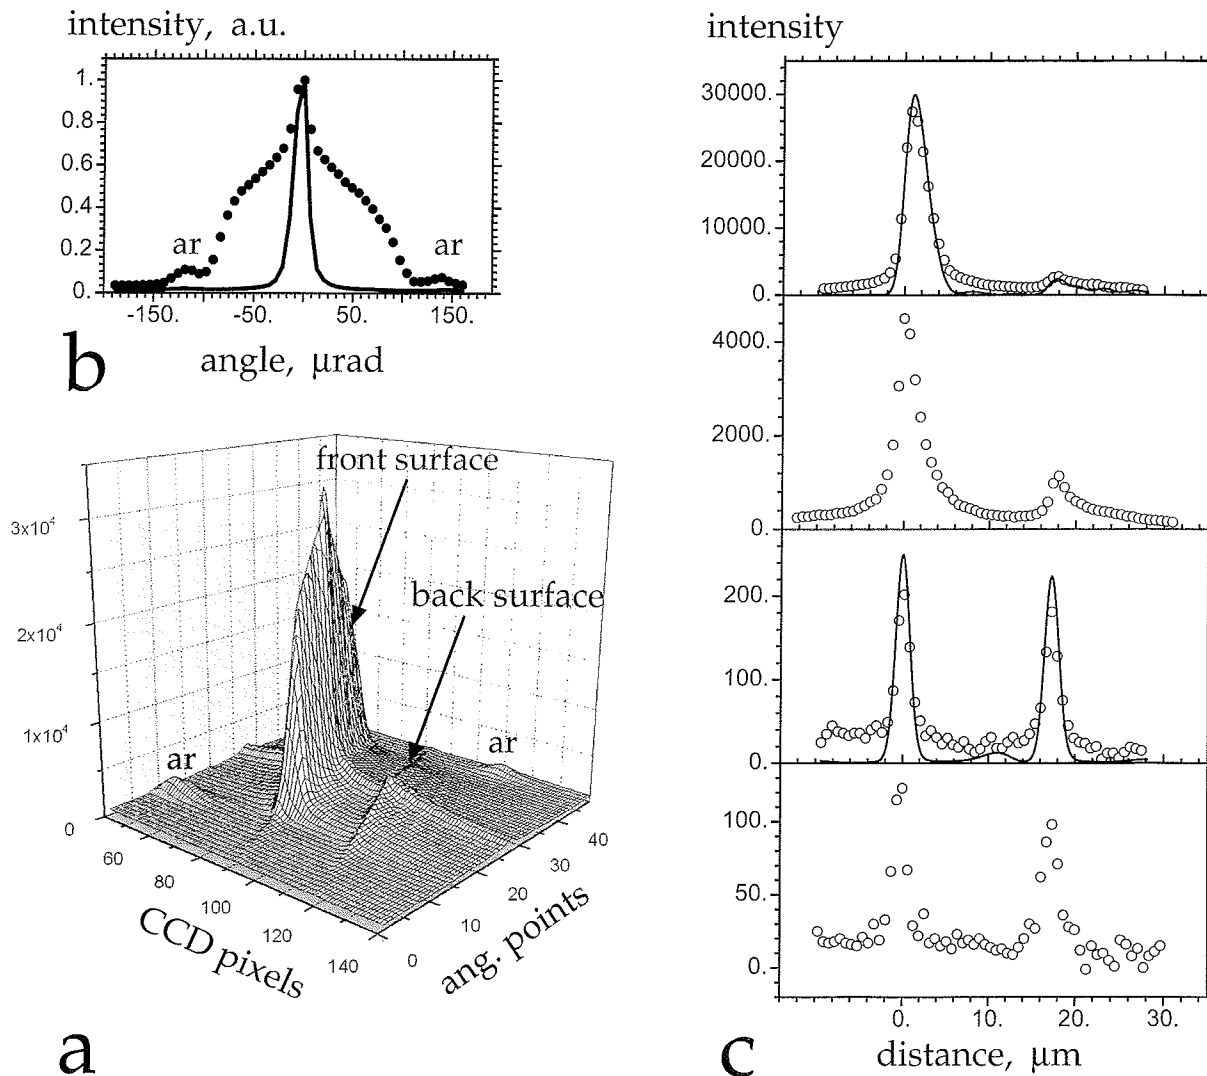 intensity, a.u.
1.
0.8
0.6
0.4
0.2
0.
ar
ar
-150. -50. 50. 150.
angle, µrad
b
front surface
back surface
3x10⁴
2x10⁴
1x10⁴
0
ar
ar
60
80
100
120
140
0
10
20
30
40
CCD pixels
ang. points
a
intensity
30000.
20000.
10000.
0.
4000.
2000.
0.
200.
100.
0.
100.
50.
0.
0. 10. 20. 30.
distance, µm
c